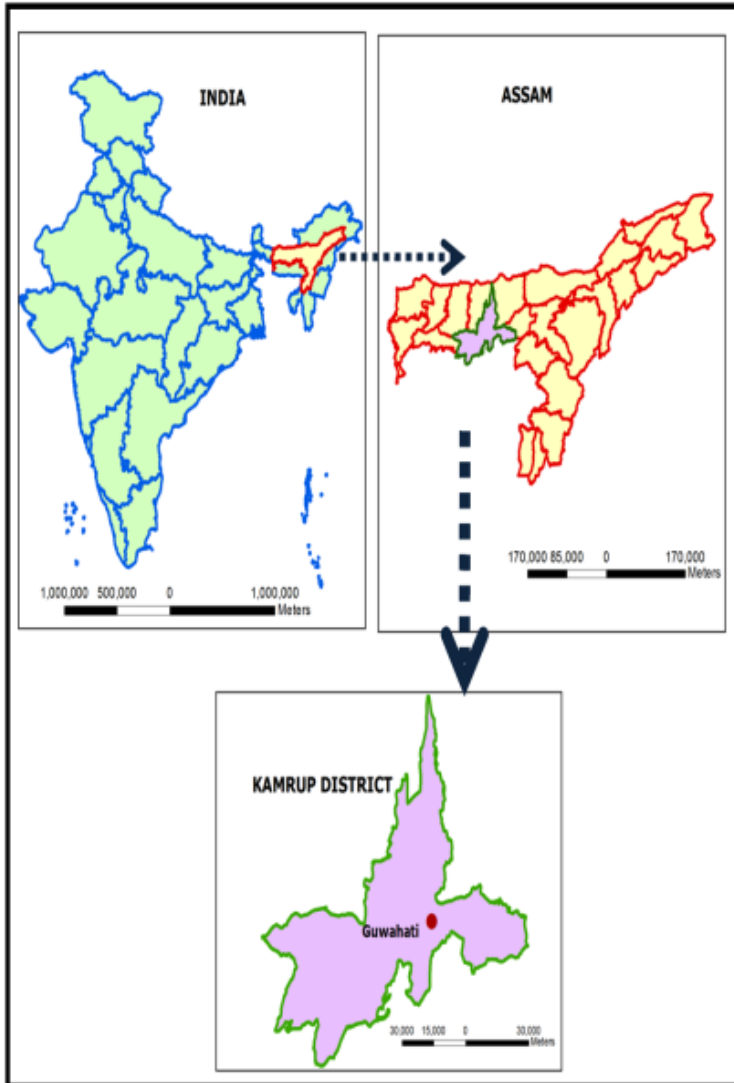 INDIA
1,000,000 500,000 0 1,000,000
Meters
ASSAM
170,000 85,000 0 170,000
Meters
KAMRUP DISTRICT
Guwahati
30,000 15,000 0 30,000
Meters